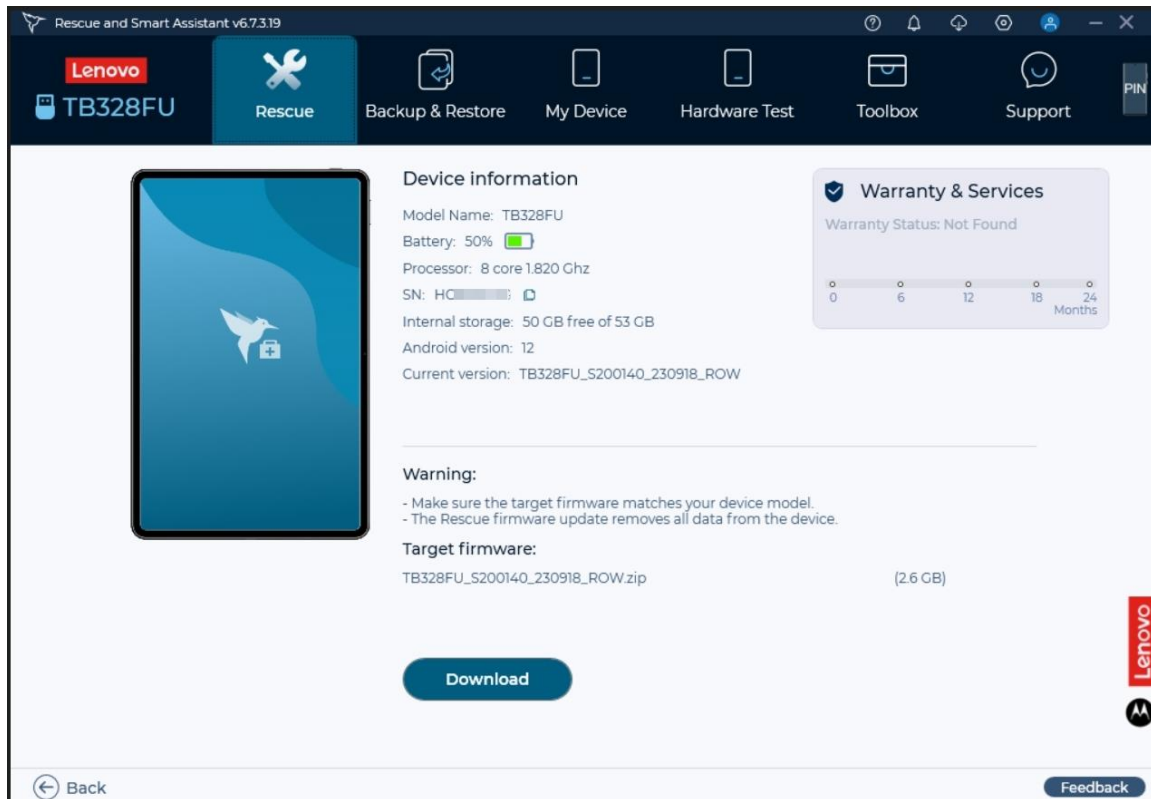 Rescue and Smart Assistant v6.7.3.19
Lenovo
TB328FU
Rescue
Backup & Restore
My Device
Hardware Test
Toolbox
Support
PIN
Device information
Model Name: TB328FU
Battery: 50%
Processor: 8 core 1.820 Ghz
SN: HC
Internal storage: 50 GB free of 53 GB
Android version: 12
Current version: TB328FU_S200140_230918_ROW
Warranty & Services
Warranty Status: Not Found
0 6 12 18 24
Months
Warning:
- Make sure the target firmware matches your device model.
- The Rescue firmware update removes all data from the device.
Target firmware:
TB328FU_S200140_230918_ROW.zip (2.6 GB)
Download
Lenovo
Back
Feedback